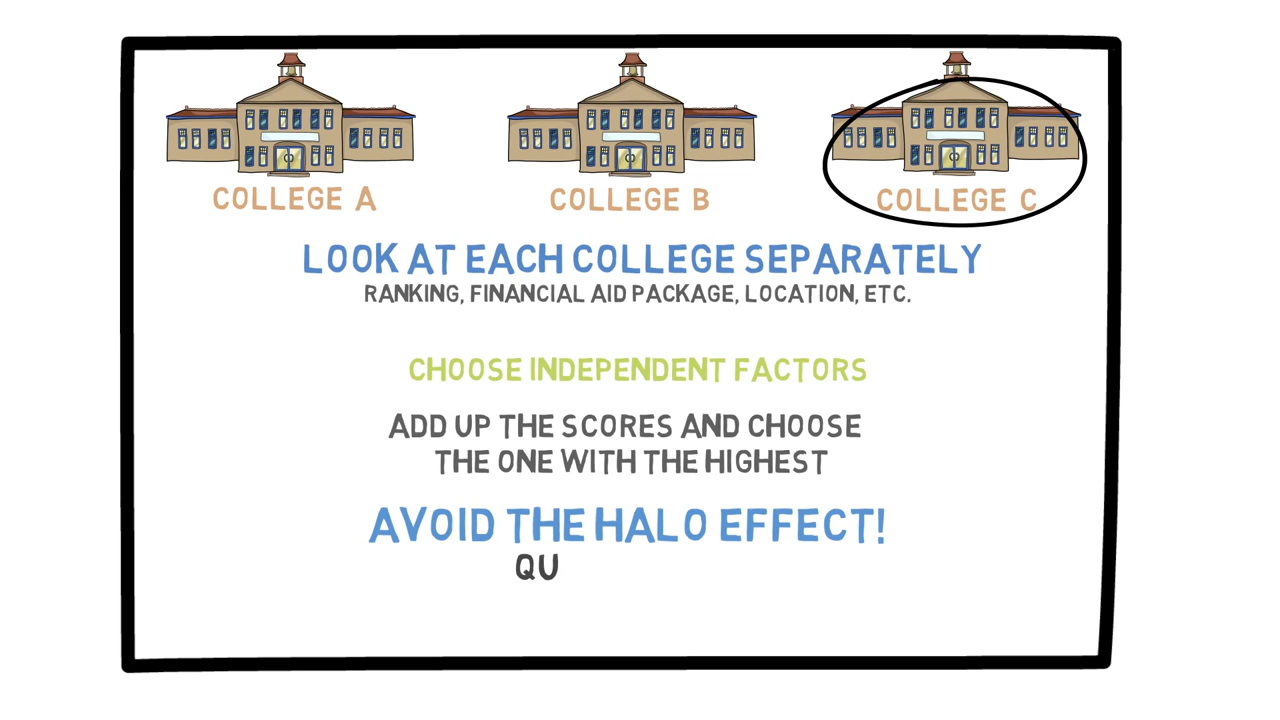 COLLEGE A
COLLEGE B
COLLEGE C
LOOK AT EACH COLLEGE SEPARATELY
RANKING, FINANCIAL AID PACKAGE, LOCATION, ETC.
CHOOSE INDEPENDENT FACTORS
ADD UP THE SCORES AND CHOOSE
THE ONE WITH THE HIGHEST
AVOID THE HALO EFFECT!
QU